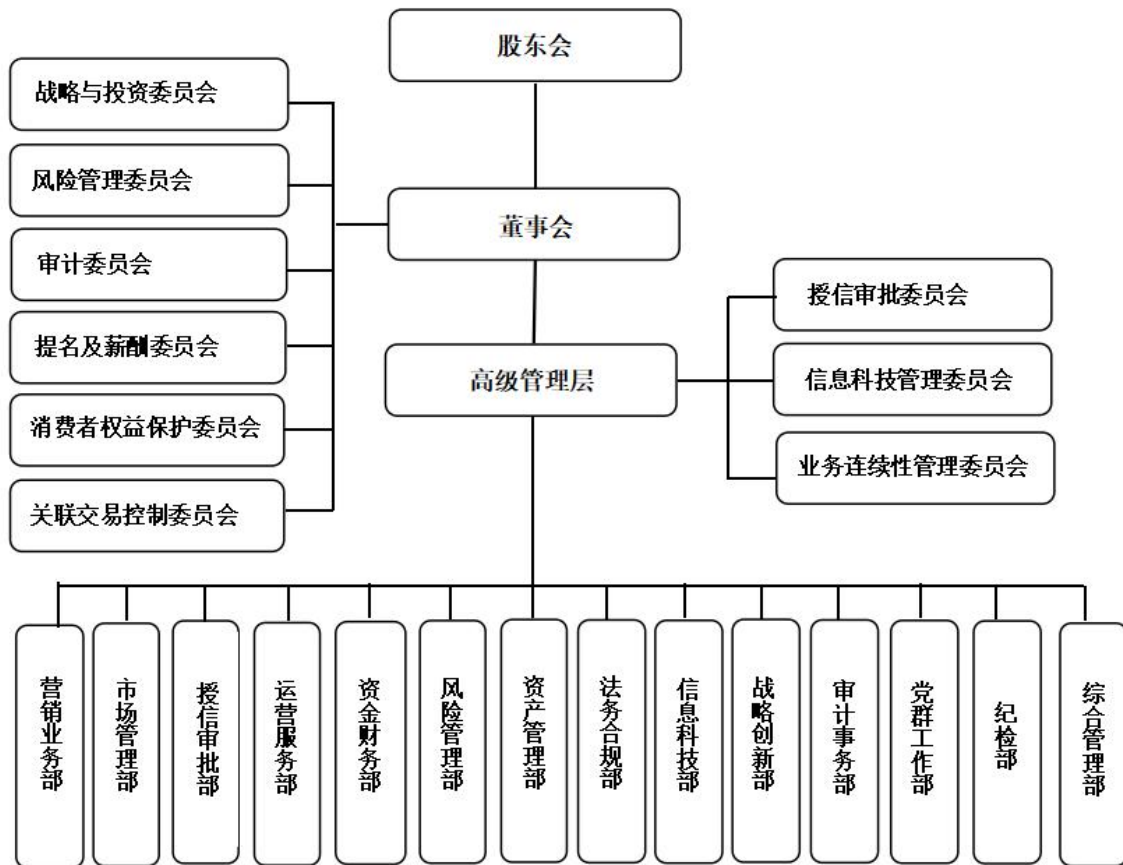 股东会
战略与投资委员会
风险管理委员会
董事会
审计委员会
授信审批委员会
提名及薪酬委员会
高级管理层
信息科技管理委员会
消费者权益保护委员会
业务连续性管理委员会
关联交易控制委员会
营销业务部
市场管理部
授信审批部
运营服务部
资金财务部
风险管理部
资产管理部
法务合规部
信息科技部
战略创新部
审计事务部
党群工作部
纪检部
综合管理部